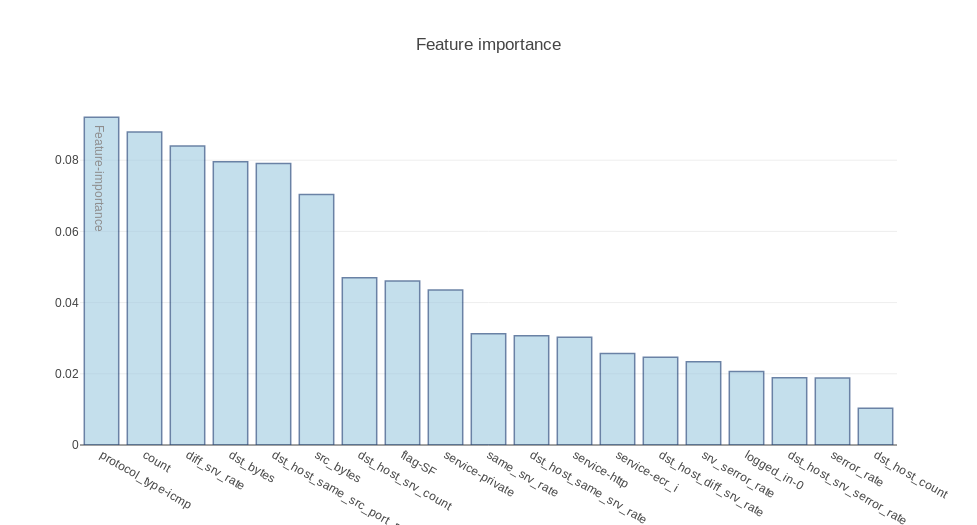 Feature importance
Feature-importance
0.08
0.06
0.04
0.02
0
protocol_type-icmp
count
diff_srv_rate
dst_bytes
dst_host_same_src_port_
src_bytes
dst_host_srv_count
flag-SF
service-private
same_srv_rate
dst_host_same_srv_rate
service-http
service-ecr_i
dst_host_diff_srv_rate
srv_serror_rate
logged_in-0
dst_host_srv_serror_rate
serror_rate
dst_host_count